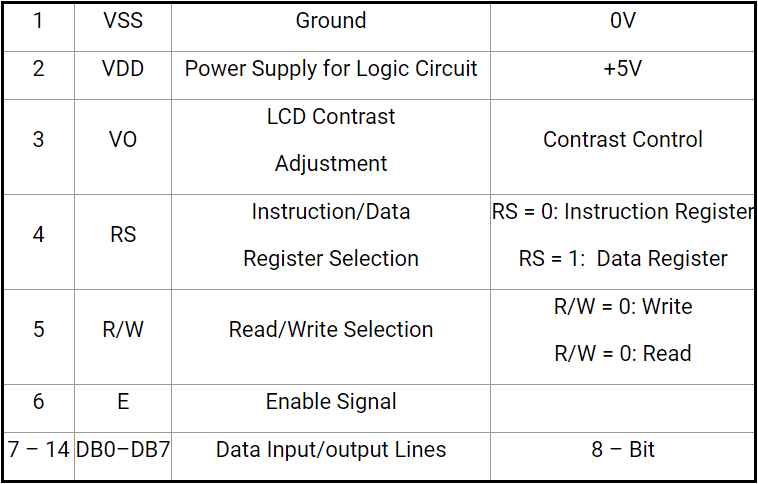 1 VSS Ground 0V
2 VDD Power Supply for Logic Circuit +5V
3 VO LCD Contrast Adjustment Contrast Control
4 RS Instruction/Data Register Selection RS = 0: Instruction Register
RS = 1: Data Register
5 R/W Read/Write Selection R/W = 0: Write
R/W = 0: Read
6 E Enable Signal
7 – 14 DB0–DB7 Data Input/output Lines 8 – Bit